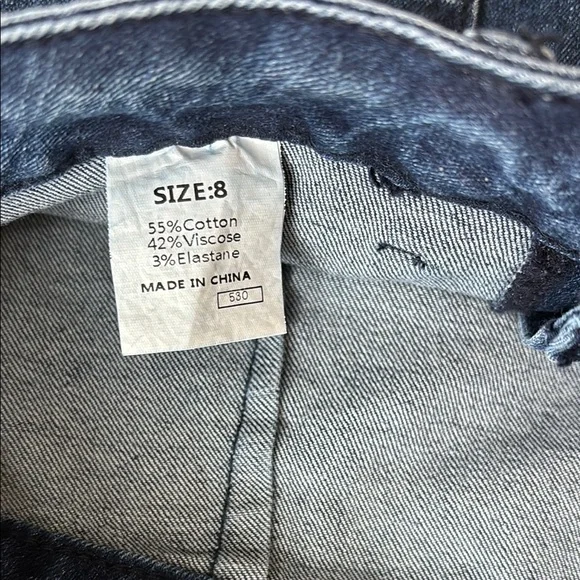 SIZE:8
55%Cotton
42%Viscose
3%Elastane
MADE IN CHINA
530